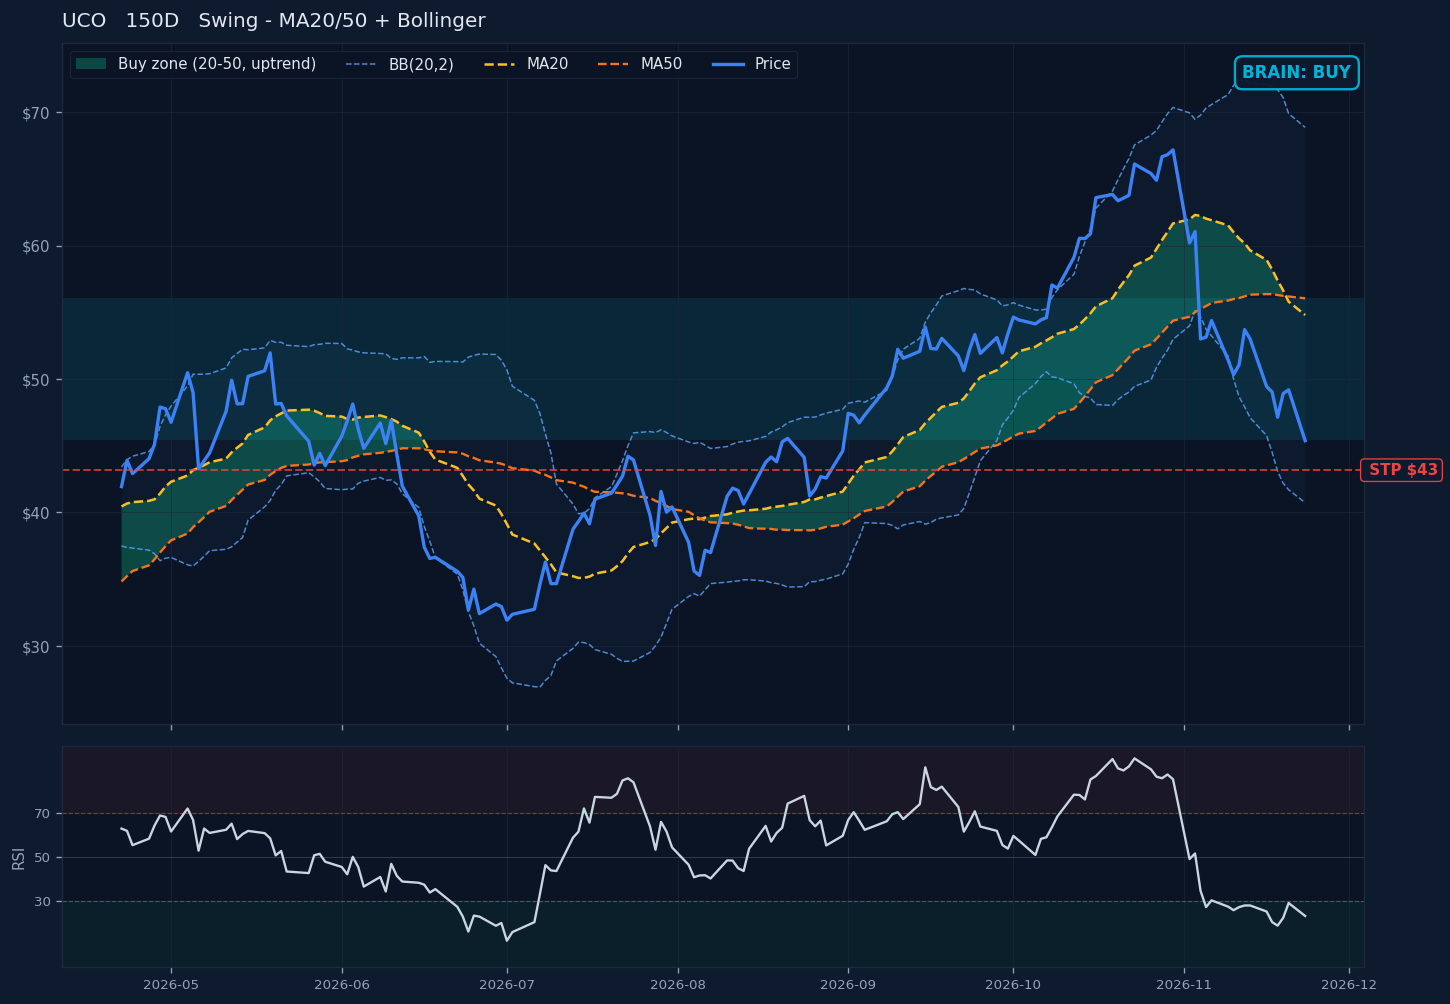 UCO   150D   Swing - MA20/50 + Bollinger
Buy zone (20-50, uptrend)   BB(20,2)   MA20   MA50   Price
BRAIN: BUY
$70
$60
$50
STP $43
$40
$30
RSI
70
50
30
2026-05   2026-06   2026-07   2026-08   2026-09   2026-10   2026-11   2026-12